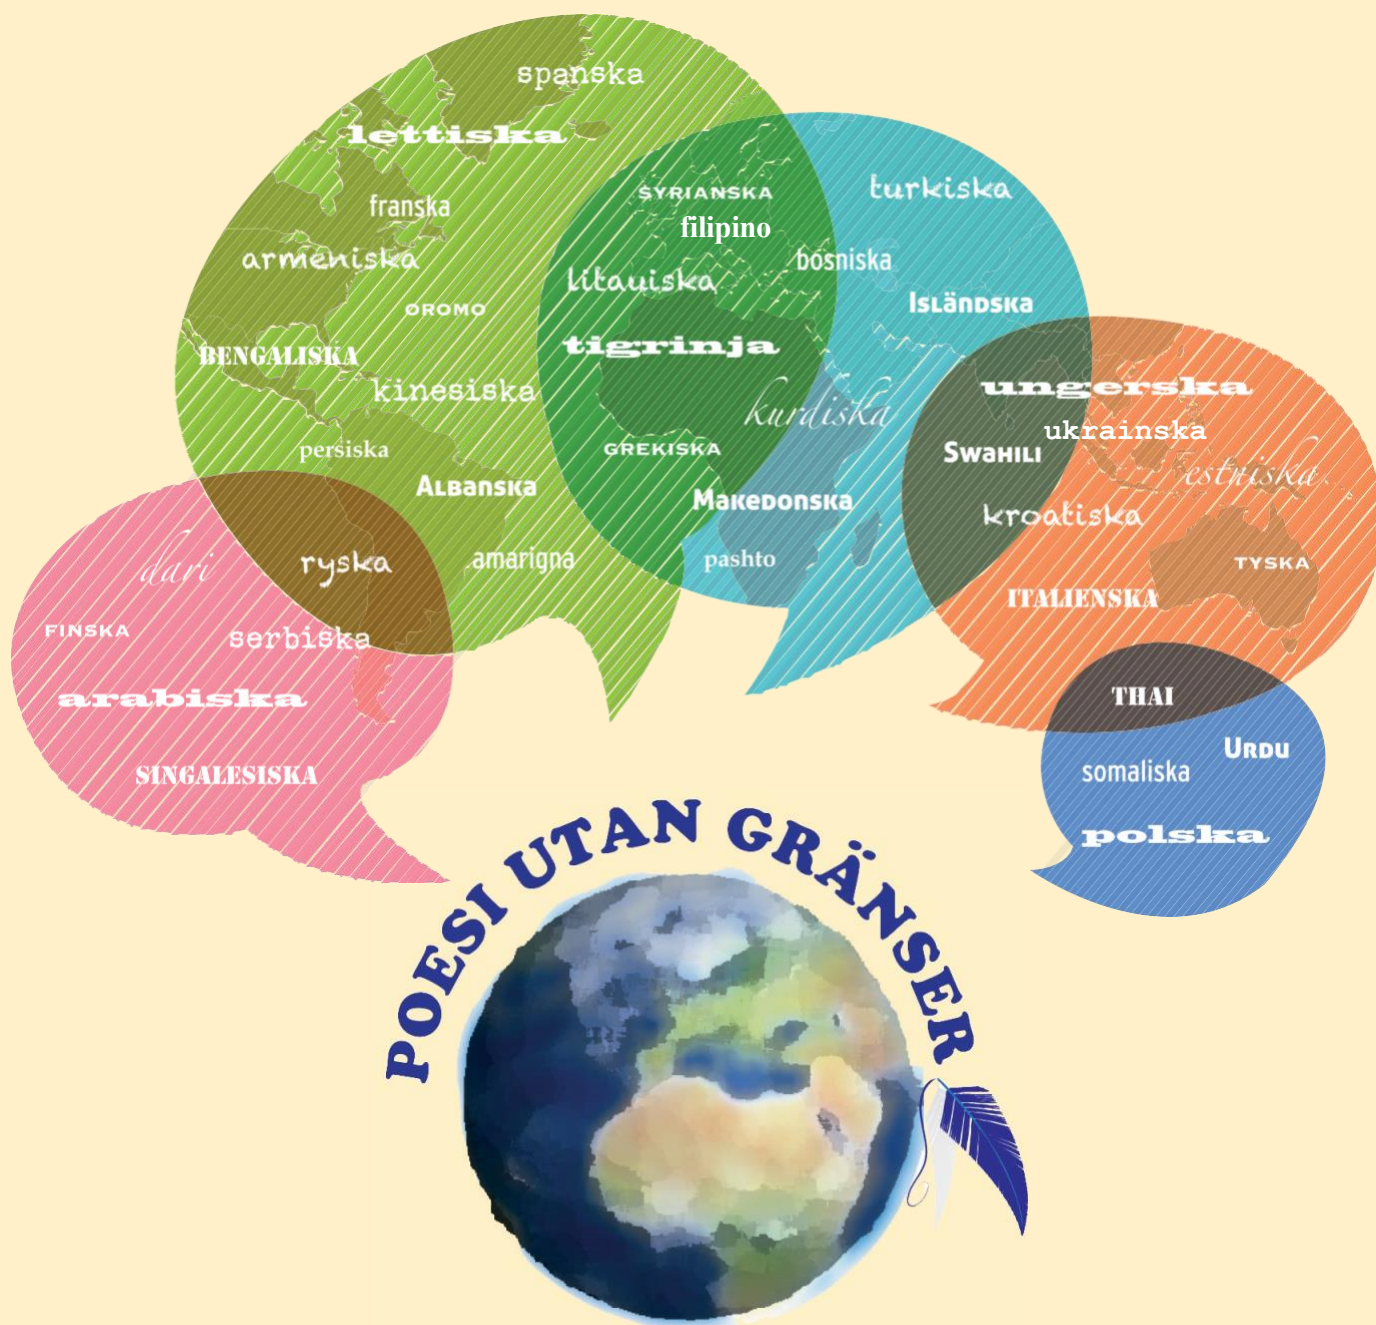 spanska
lettiska
franska
armeniska
OROMO
BENGALISKA
kinesiska
persiska
ALBANSKA
ryska
amarigna
SYRIANSKA
filipino
litauiska
tigrinja
GREKISKA
turkiska
bosniska
ISLÄNDSKA
kurdiska
MAKEDONSKA
pashto
ungerska
ukrainska
SWAHILI
estniska
kroatiska
TYSKA
ITALIENSKA
dari
FINSKA
serbiska
arabiska
SINGALESISKA
THAI
URDU
somaliska
polska
POESI UTAN GRÄNSER